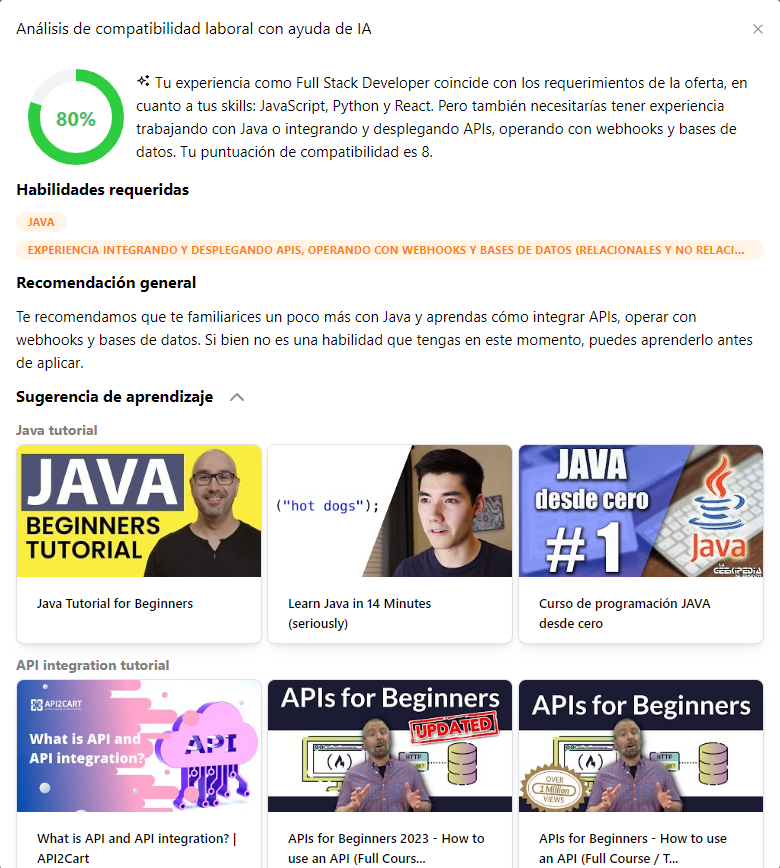 Análisis de compatibilidad laboral con ayuda de IA
80%
Tu experiencia como Full Stack Developer coincide con los requerimientos de la oferta, en
cuanto a tus skills: JavaScript, Python y React. Pero también necesitarías tener experiencia
trabajando con Java o integrando y desplegando APIs, operando con webhooks y bases de
datos. Tu puntuación de compatibilidad es 8.
Habilidades requeridas
JAVA
EXPERIENCIA INTEGRANDO Y DESPLEGANDO APIS, OPERANDO CON WEBHOOKS Y BASES DE DATOS (RELACIONALES Y NO RELACI...
Recomendación general
Te recomendamos que te familiarices un poco más con Java y aprendas cómo integrar APIs, operar con
webhooks y bases de datos. Si bien no es una habilidad que tengas en este momento, puedes aprenderlo antes
de aplicar.
Sugerencia de aprendizaje
Java tutorial
JAVA
BEGINNERS
TUTORIAL
("hot dogs");
JAVA
desde cero
#1
Java
LA
GEEKIPEDIA
Java Tutorial for Beginners
Learn Java in 14 Minutes
(seriously)
Curso de programación JAVA
desde cero
API integration tutorial
API2CART
What is API and
API integration?
API
APIs for Beginners
UPDATED
HTTP
APIs for Beginners
HTTP
OVER
1 Million
VIEWS
What is API and API integration? |
API2Cart
APIs for Beginners 2023 - How to
use an API (Full Cours...
APIs for Beginners - How to use
an API (Full Course / T...